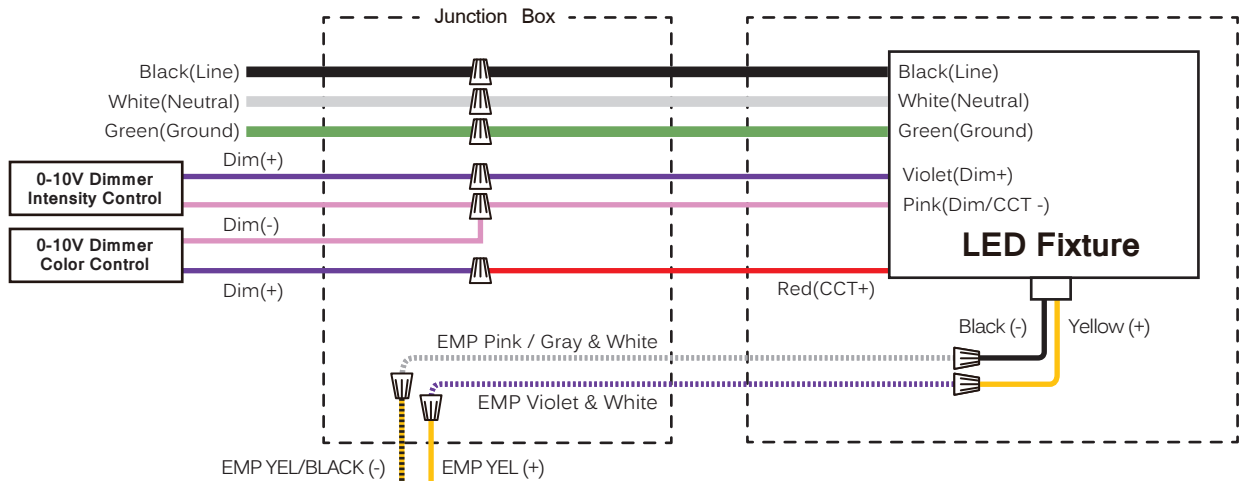 Junction Box
Black(Line)
Black(Line)
White(Neutral)
White(Neutral)
Green(Ground)
Green(Ground)
Dim(+)
0-10V Dimmer
Intensity Control
Violet(Dim+)
Pink(Dim/CCT -)
Dim(-)
0-10V Dimmer
Color Control
LED Fixture
Dim(+)
Red(CCT+)
Black (-)
Yellow (+)
EMP Pink / Gray & White
EMP Violet & White
EMP YEL/BLACK (-)
EMP YEL (+)